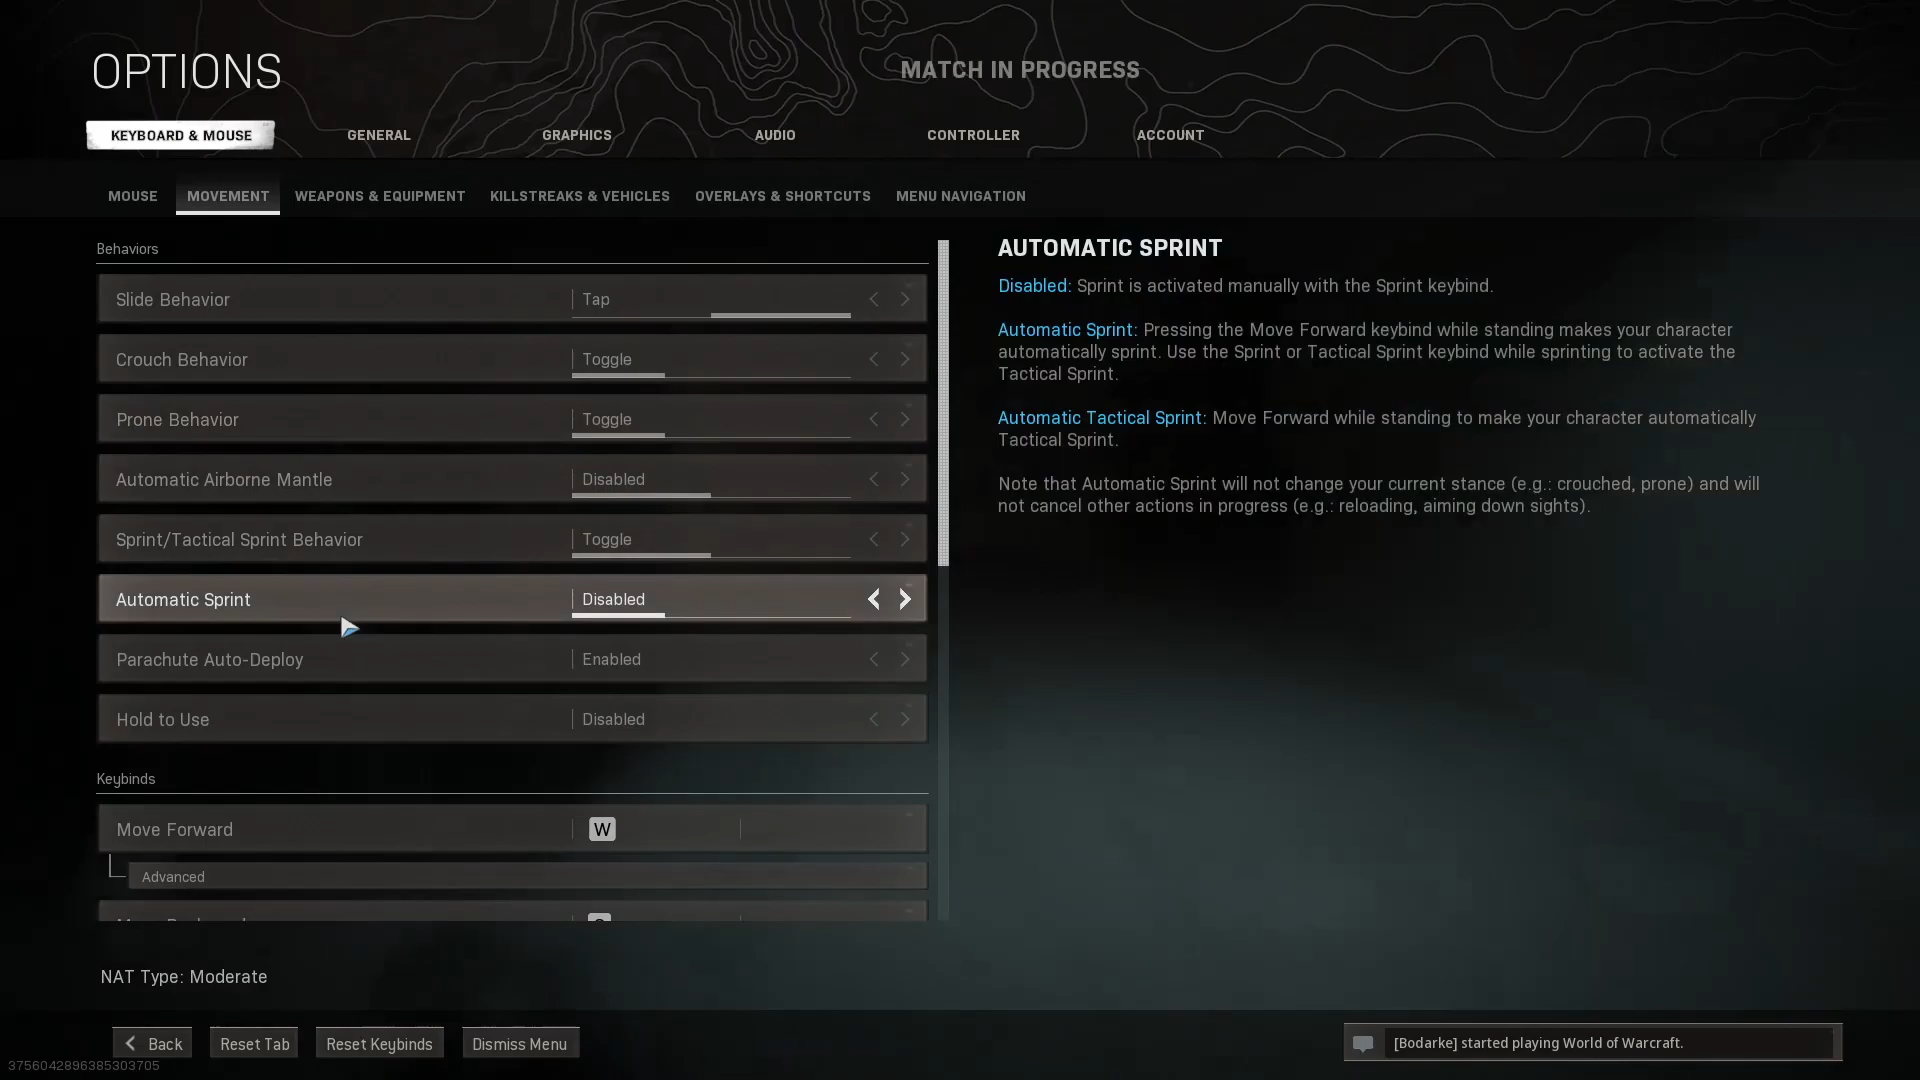 OPTIONS
MATCH IN PROGRESS
KEYBOARD & MOUSE
GENERAL
GRAPHICS
AUDIO
CONTROLLER
ACCOUNT
MOUSE
MOVEMENT
WEAPONS & EQUIPMENT
KILLSTREAKS & VEHICLES
OVERLAYS & SHORTCUTS
MENU NAVIGATION
Behaviors
Slide Behavior
Tap
Crouch Behavior
Toggle
Prone Behavior
Toggle
Automatic Airborne Mantle
Disabled
Sprint/Tactical Sprint Behavior
Toggle
Automatic Sprint
Disabled
Parachute Auto-Deploy
Enabled
Hold to Use
Disabled
Keybinds
Move Forward
W
Advanced
AUTOMATIC SPRINT
Disabled: Sprint is activated manually with the Sprint keybind.
Automatic Sprint: Pressing the Move Forward keybind while standing makes your character
automatically sprint. Use the Sprint or Tactical Sprint keybind while sprinting to activate the
Tactical Sprint.
Automatic Tactical Sprint: Move Forward while standing to make your character automatically
Tactical Sprint.
Note that Automatic Sprint will not change your current stance (e.g.: crouched, prone) and will
not cancel other actions in progress (e.g.: reloading, aiming down sights).
NAT Type: Moderate
Back
Reset Tab
Reset Keybinds
Dismiss Menu
[Bodarke] started playing World of Warcraft.
3756042896385303705